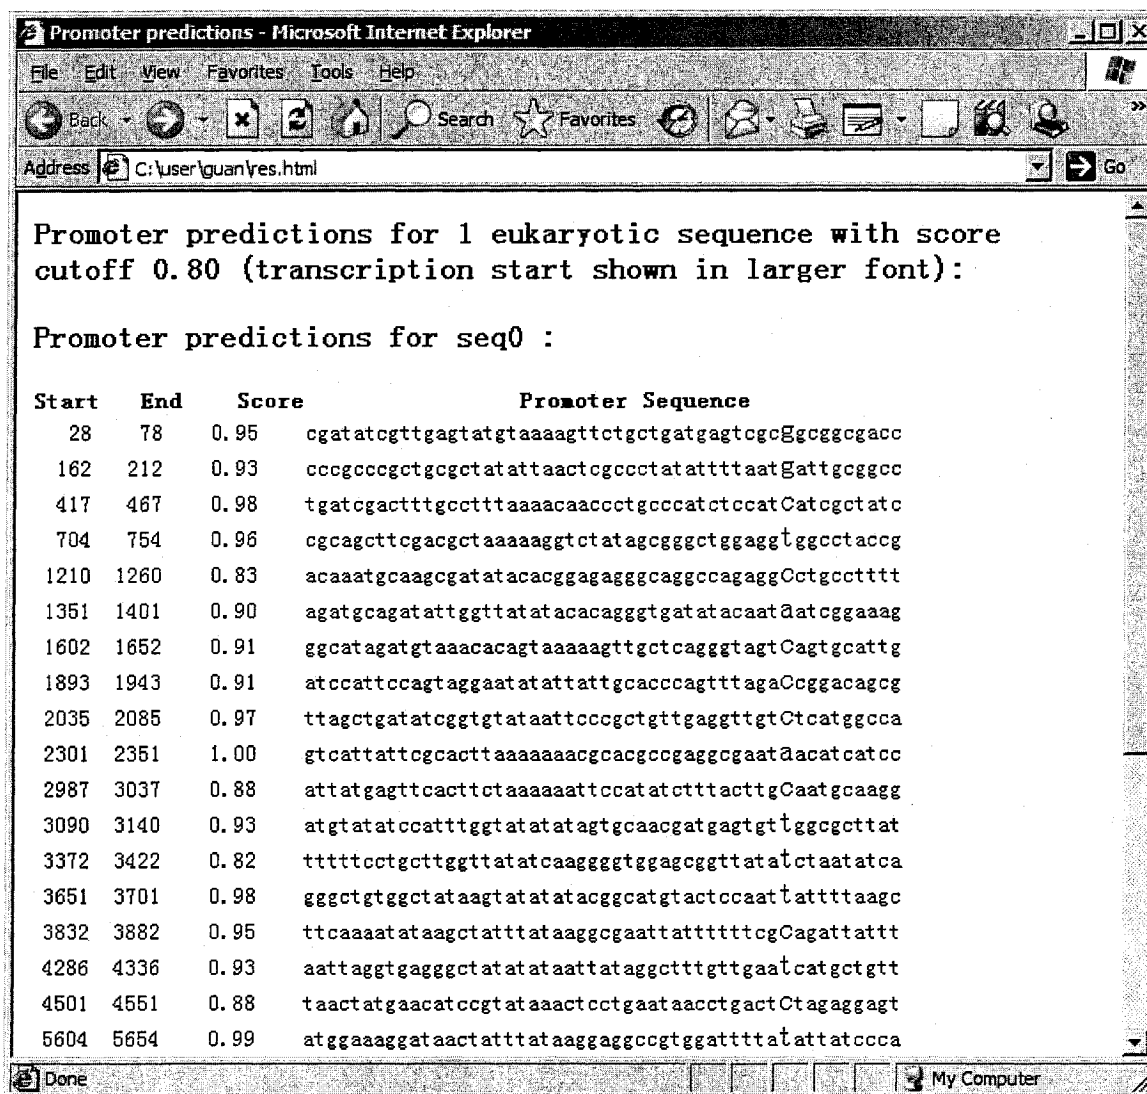 Promoter predictions - Microsoft Internet Explorer
File Edit View Favorites Tools Help
Back Search Favorites
Address C:\user\guan\res.html Go
Promoter predictions for 1 eukaryotic sequence with score
cutoff 0.80 (transcription start shown in larger font):
Promoter predictions for seq0 :
Start End Score Promoter Sequence
28 78 0.95 cgatatcgttgagtatgtaaaagttctgctgatgagtcgcggcggcgacc
162 212 0.93 cccgcccgctgcgctatattaactcgccctatattttaatgattgcggcc
417 467 0.98 tgatcgactttgcctttaaaacaaccctgcccatctccatCatcgctatc
704 754 0.96 cgcagcttcgacgctaaaaaggtctatagcgggctggaggtggcctaccg
1210 1260 0.83 acaaatgcaagcgatatacacggagagggcaggccagaggCctgcctttt
1351 1401 0.90 agatgcagatattggttatatacacagggtgatatacaataatcggaaag
1602 1652 0.91 ggcatagatgtaaacacagtaaaaagttgctcagggtagtCagtgcattg
1893 1943 0.91 atccattccagtaggaatatattattgcacccagtttagaCcggacagcg
2035 2085 0.97 ttagctgatatcggtgtataattcccgctgttgaggttgtCtcatggcca
2301 2351 1.00 gtcattattcgcacttaaaaaaacgcacgccgaggcgaataacatcatcc
2987 3037 0.88 attatgagttcacttctaaaaaattccatatctttacttgCaatgcaagg
3090 3140 0.93 atgtatatccatttggtatatatagtgcaacgatgagtgttggcgcttat
3372 3422 0.82 tttttcctgcttggttatatcaaggggtggagcggttatatctaatatca
3651 3701 0.98 gggctgtggctataagtatatatacggcatgtactccaattattttaagc
3832 3882 0.95 ttcaaaatataagctatttataaggcgaattattttttcgCagattattt
4286 4336 0.93 aattaggtgagggctatatataattataggctttgttgaatcatgctgtt
4501 4551 0.88 taactatgaacatccgtataaactcctgaataacctgactCtagaggagt
5604 5654 0.99 atggaaaggataactatttataaggaggccgtggattttatattatccca
Done My Computer